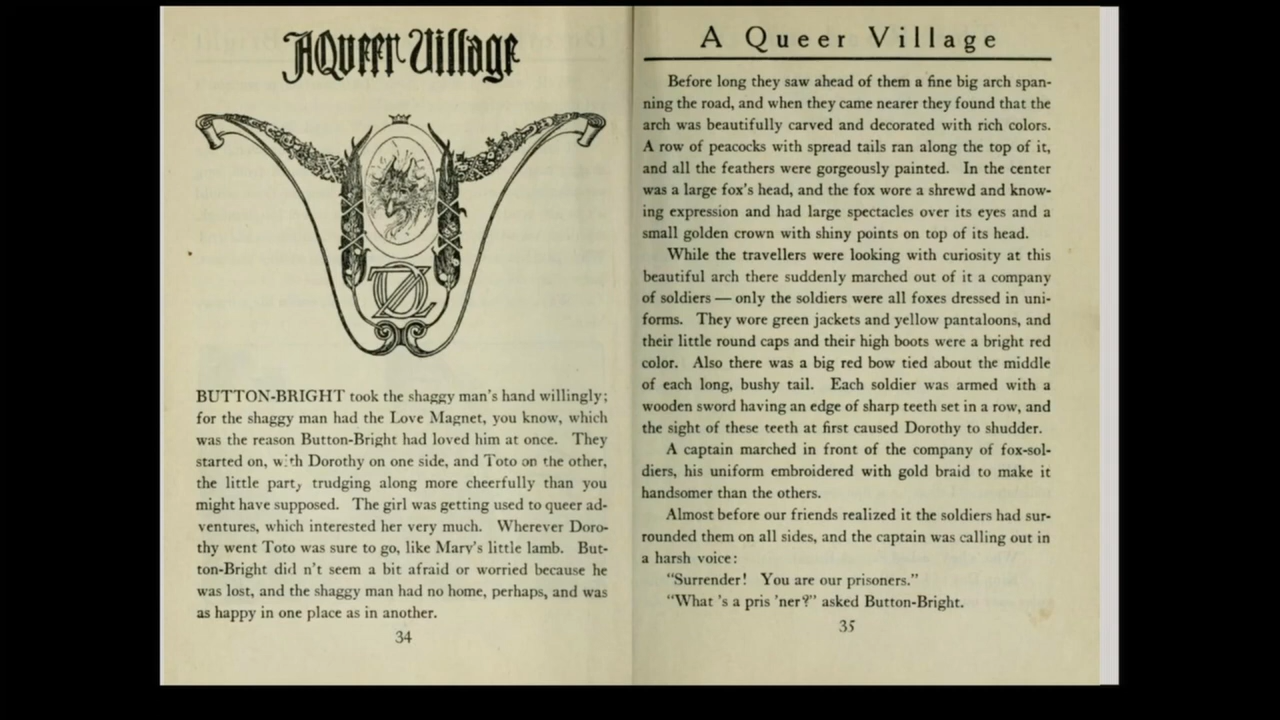 A Queer Village
OZ
BUTTON-BRIGHT took the shaggy man's hand willingly;
for the shaggy man had the Love Magnet, you know, which
was the reason Button-Bright had loved him at once. They
started on, with Dorothy on one side, and Toto on the other,
the little party trudging along more cheerfully than you
might have supposed. The girl was getting used to queer ad-
ventures, which interested her very much. Wherever Doro-
thy went Toto was sure to go, like Mary's little lamb. But-
ton-Bright did n't seem a bit afraid or worried because he
was lost, and the shaggy man had no home, perhaps, and was
as happy in one place as in another.
34
A Queer Village
Before long they saw ahead of them a fine big arch span-
ning the road, and when they came nearer they found that the
arch was beautifully carved and decorated with rich colors.
A row of peacocks with spread tails ran along the top of it,
and all the feathers were gorgeously painted. In the center
was a large fox's head, and the fox wore a shrewd and know-
ing expression and had large spectacles over its eyes and a
small golden crown with shiny points on top of its head.
While the travellers were looking with curiosity at this
beautiful arch there suddenly marched out of it a company
of soldiers — only the soldiers were all foxes dressed in uni-
forms. They wore green jackets and yellow pantaloons, and
their little round caps and their high boots were a bright red
color. Also there was a big red bow tied about the middle
of each long, bushy tail. Each soldier was armed with a
wooden sword having an edge of sharp teeth set in a row, and
the sight of these teeth at first caused Dorothy to shudder.
A captain marched in front of the company of fox-sol-
diers, his uniform embroidered with gold braid to make it
handsomer than the others.
Almost before our friends realized it the soldiers had sur-
rounded them on all sides, and the captain was calling out in
a harsh voice:
"Surrender! You are our prisoners."
"What 's a pris 'ner?" asked Button-Bright.
35